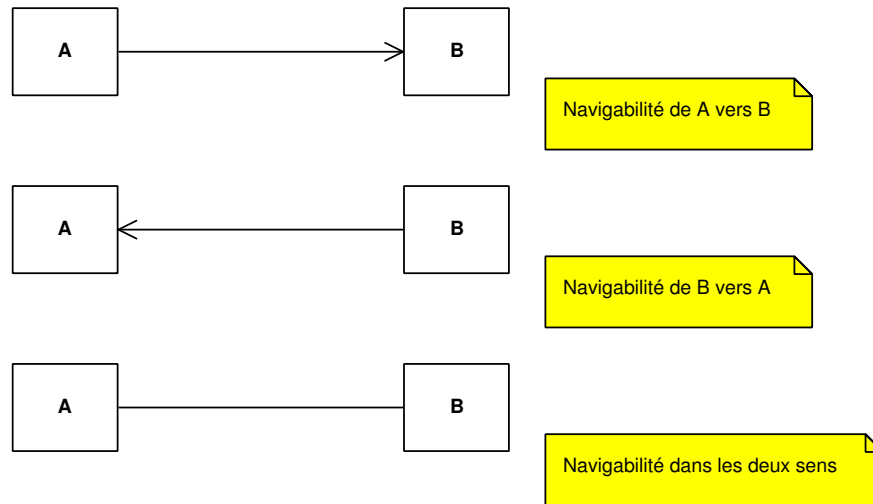 A
B
Navigabilité de A vers B
A
B
Navigabilité de B vers A
A
B
Navigabilité dans les deux sens